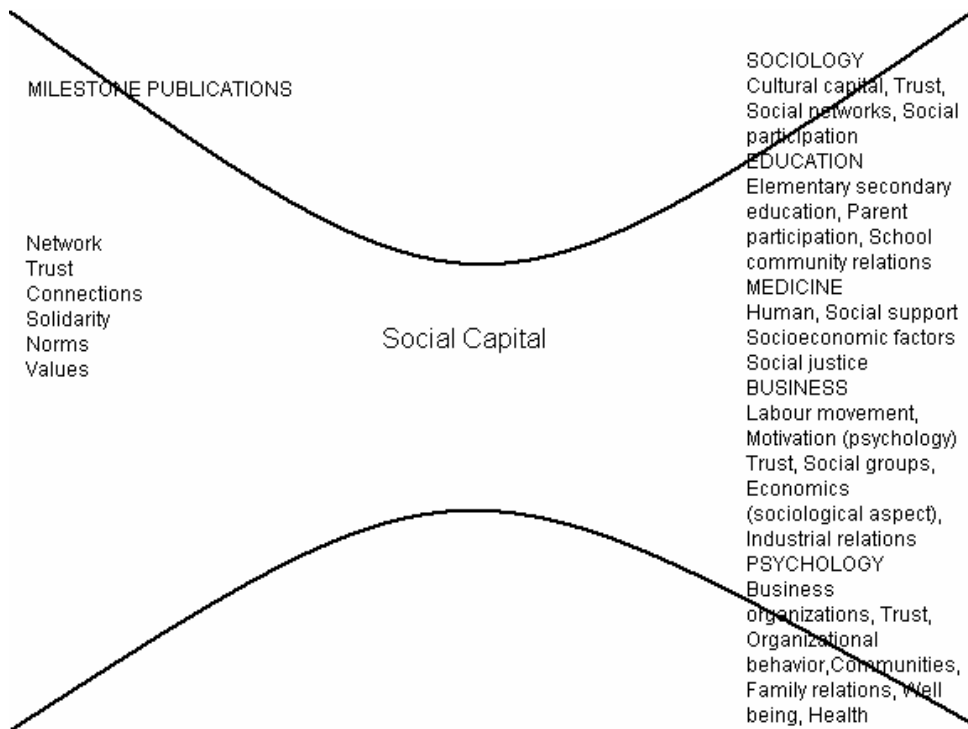 MILESTONE PUBLICATIONS
Network
Trust
Connections
Solidarity
Norms
Values
Social Capital
SOCIOLOGY
Cultural capital, Trust,
Social networks, Social
participation
EDUCATION
Elementary secondary
education, Parent
participation, School
community relations
MEDICINE
Human, Social support
Socioeconomic factors
Social justice
BUSINESS
Labour movement,
Motivation (psychology)
Trust, Social groups,
Economics
(sociological aspect),
Industrial relations
PSYCHOLOGY
Business
organizations, Trust,
Organizational
behavior,Communities,
Family relations, Well
being, Health